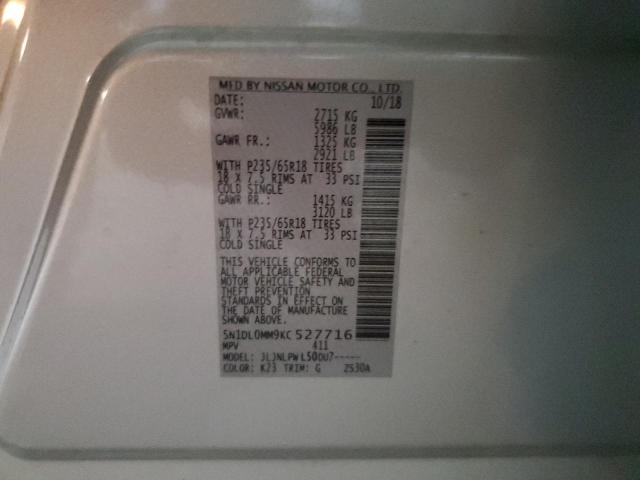 MFD BY NISSAN MOTOR CO., LTD.
DATE: 10/18
GVWR: 2715 KG
5986 LB
GAWR FR.: 1325 KG
2921 LB
WITH P235/65R18 TIRES
18 X 7.5 RIMS AT 33 PSI
COLD SINGLE
GAWR RR.: 1415 KG
3120 LB
WITH P235/65R18 TIRES
18 X 7.5 RIMS AT 33 PSI
COLD SINGLE
THIS VEHICLE CONFORMS TO
ALL APPLICABLE FEDERAL
MOTOR VEHICLE SAFETY AND
THEFT PREVENTION
STANDARDS IN EFFECT ON
THE DATE OF MANUFACTURE
SHOWN ABOVE.
5N1DL0MM9KC 527716
MPV 411
MODEL: JLJNLPW L50DU7-----
COLOR: K23 TRIM: G 2530A